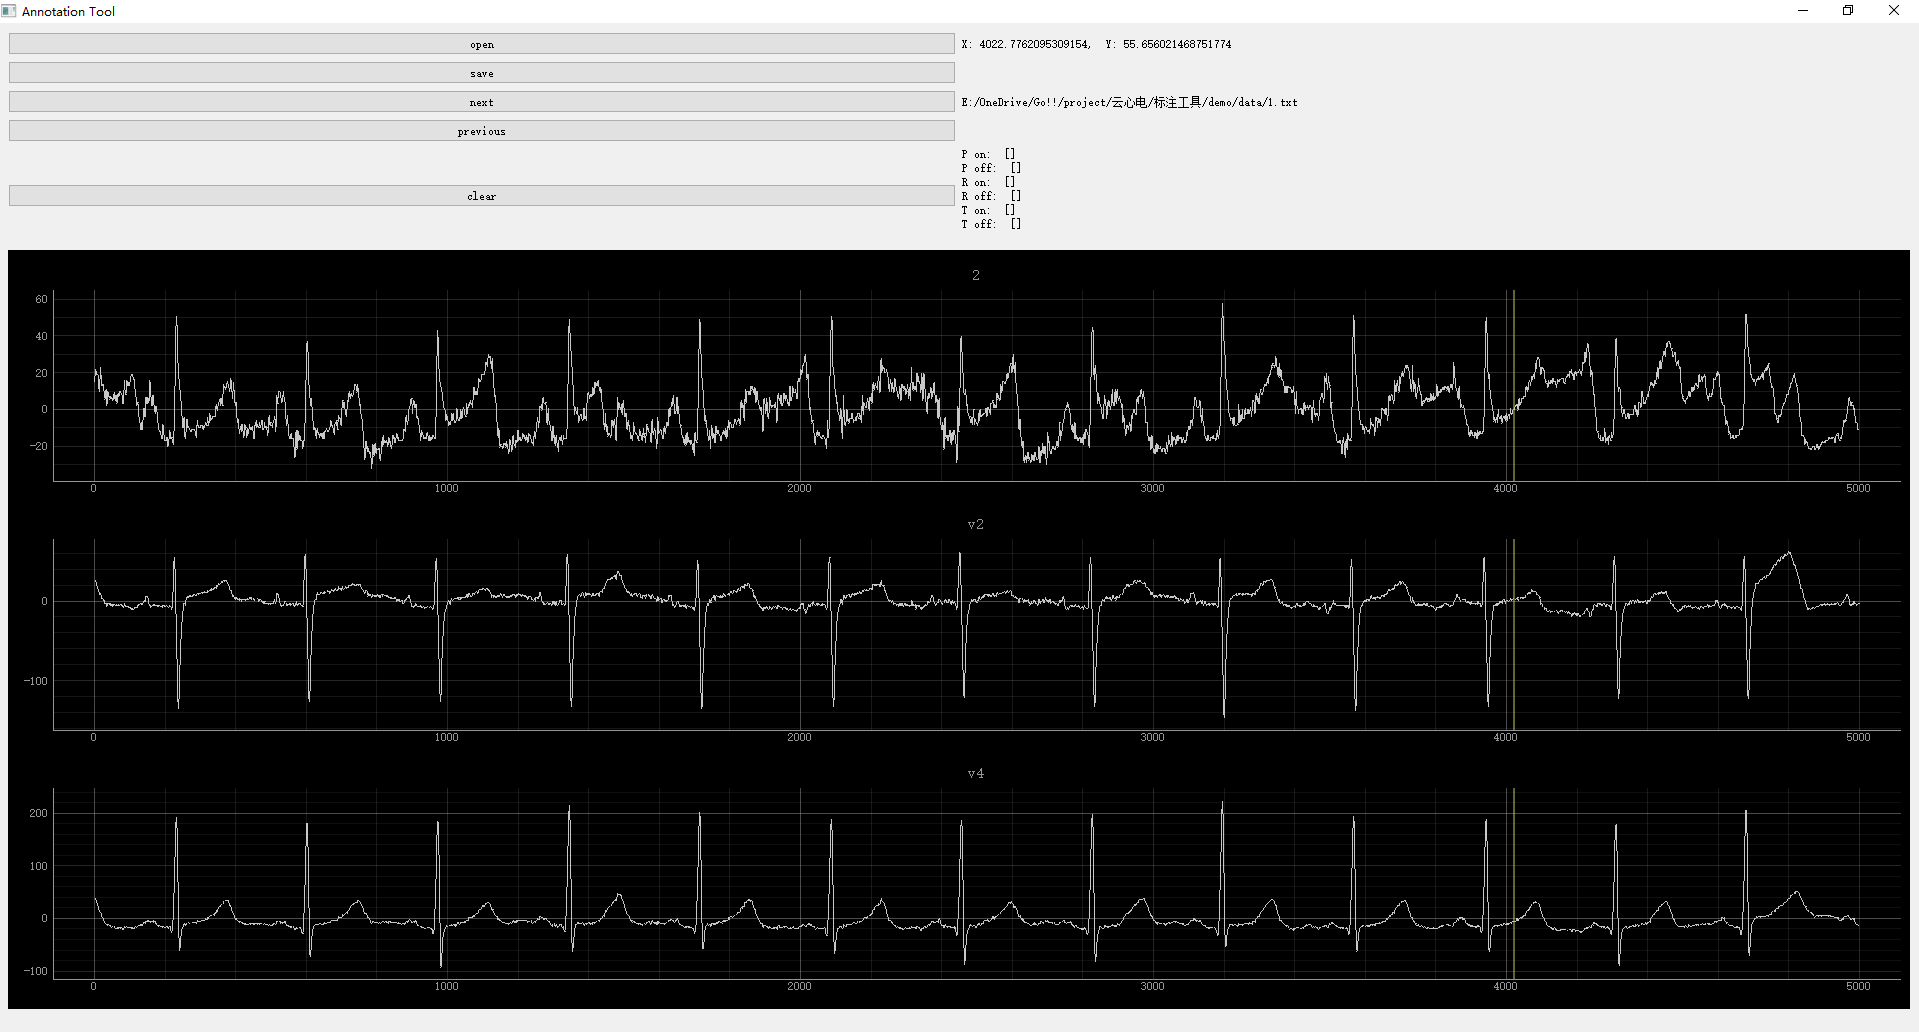 Annotation Tool
open
X: 4022.7762095309154,  Y: 55.656021468751774
save
next
E:/OneDrive/Go!!/project/云心电/标注工具/demo/data/1.txt
previous
P on:  []
P off:  []
R on:  []
R off:  []
T on:  []
T off:  []
clear
2
60
40
20
0
-20
0 1000 2000 3000 4000 5000
v2
0
-100
0 1000 2000 3000 4000 5000
v4
200
100
0
-100
0 1000 2000 3000 4000 5000